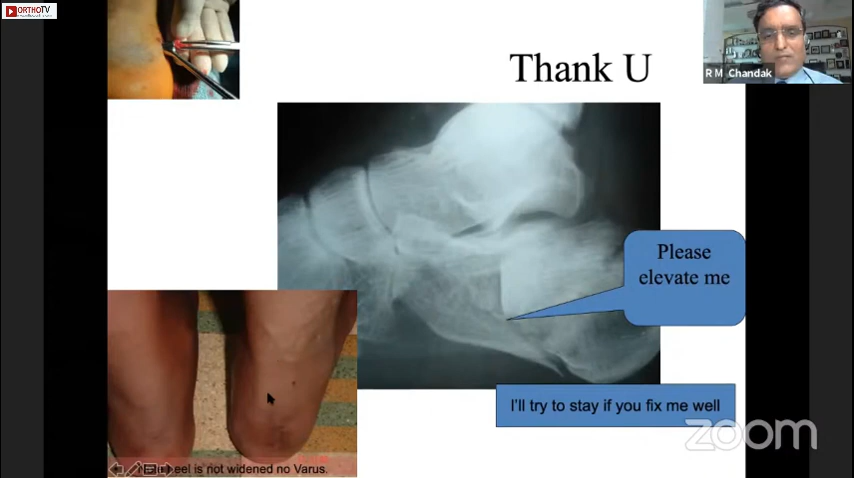 ORTHOTV
Thank U
R M Chandak
Please
elevate me
I'll try to stay if you fix me well
zoom
is not widened no Varus.